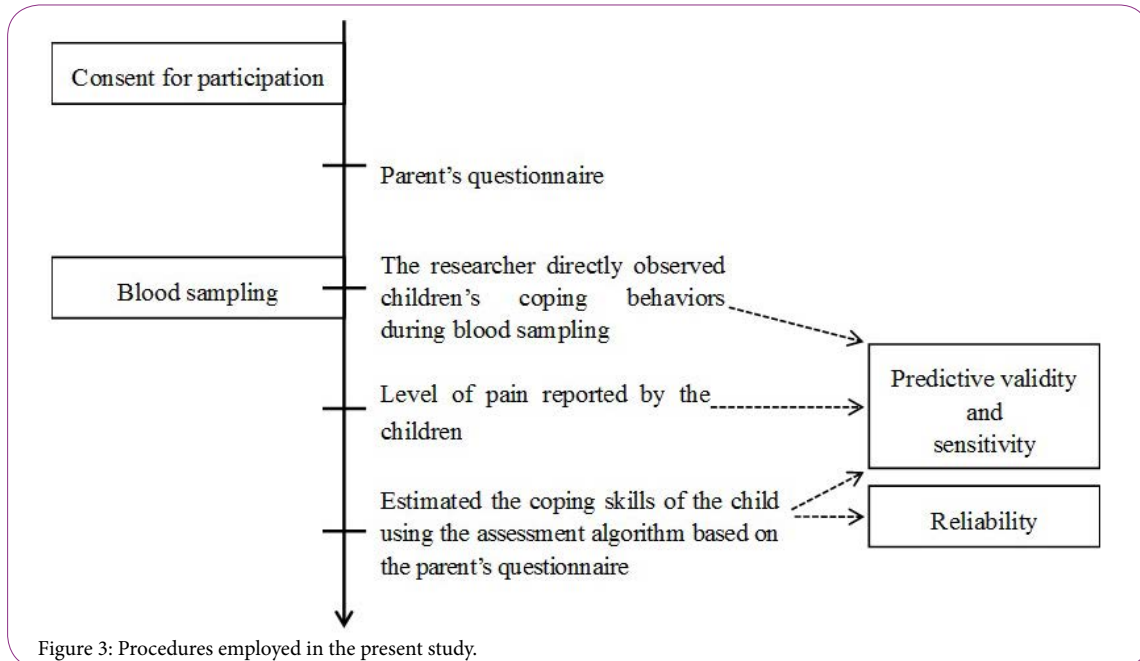 Consent for participation
Parent's questionnaire
Blood sampling
The researcher directly observed
children's coping behaviors
during blood sampling
Level of pain reported by the
children
Estimated the coping skills of the child
using the assessment algorithm based on
the parent's questionnaire
Predictive validity
and
sensitivity
Reliability
Figure 3: Procedures employed in the present study.